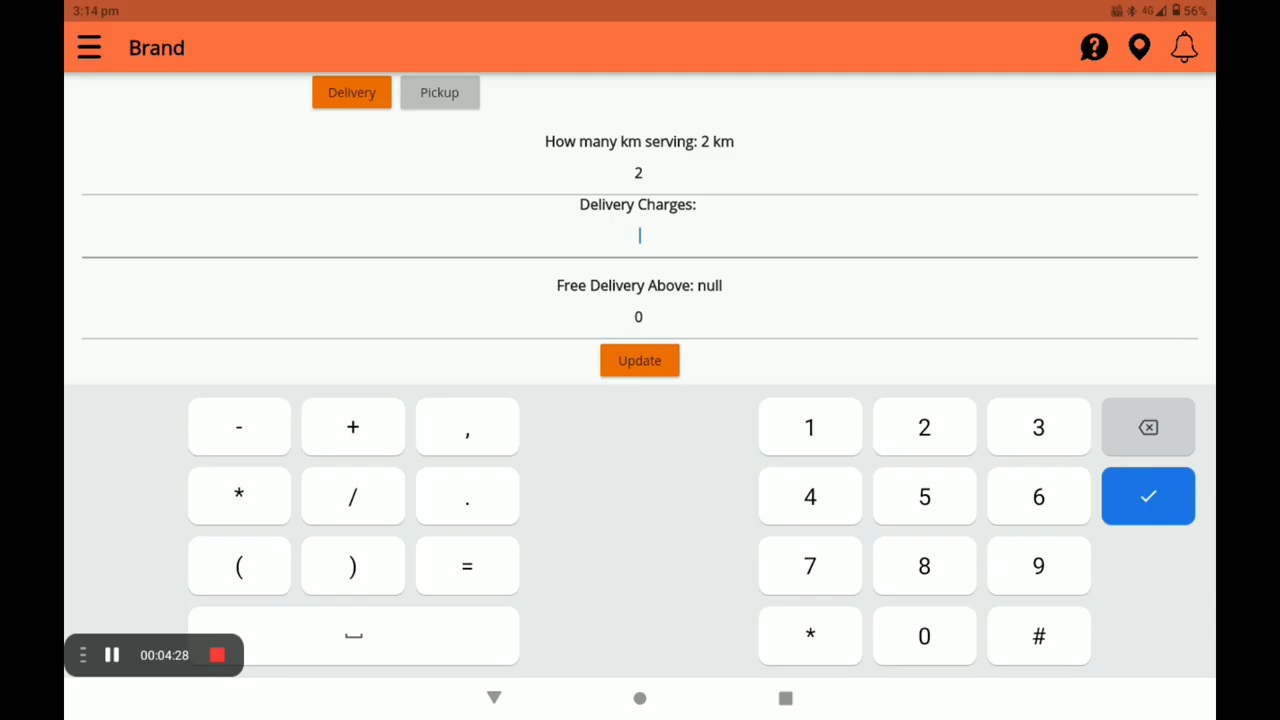 3:14 pm 4G 56%
Brand
Delivery Pickup
How many km serving: 2 km
2
Delivery Charges:
Free Delivery Above: null
0
Update
- + , 1 2 3
* / . 4 5 6
( ) = 7 8 9
* 0 #
00:04:28